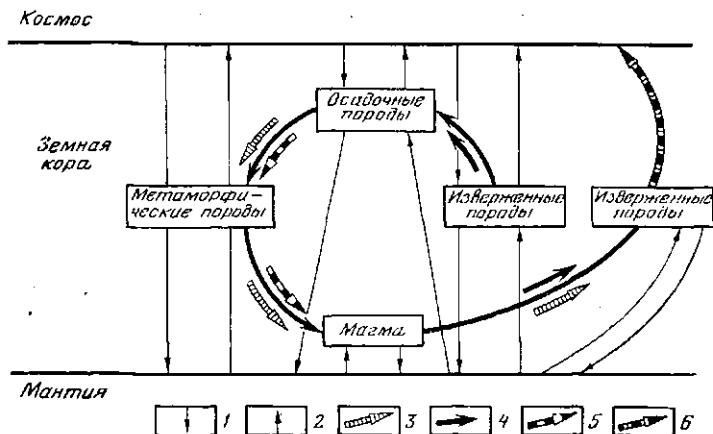 Космос
Осадочные
породы
Земная
кора
Метаморфи-
ческие породы
Изверженные
породы
Изверженные
породы
Магма
Мантия
1 2 3 4 5 6